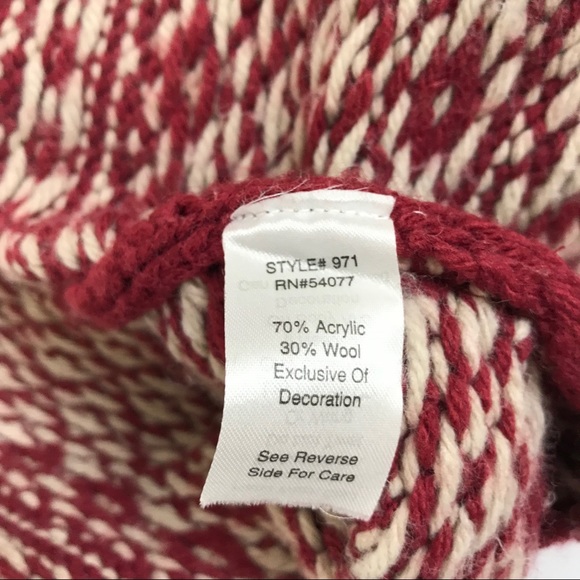 STYLE# 971
RN#54077
70% Acrylic
30% Wool
Exclusive Of
Decoration
See Reverse
Side For Care